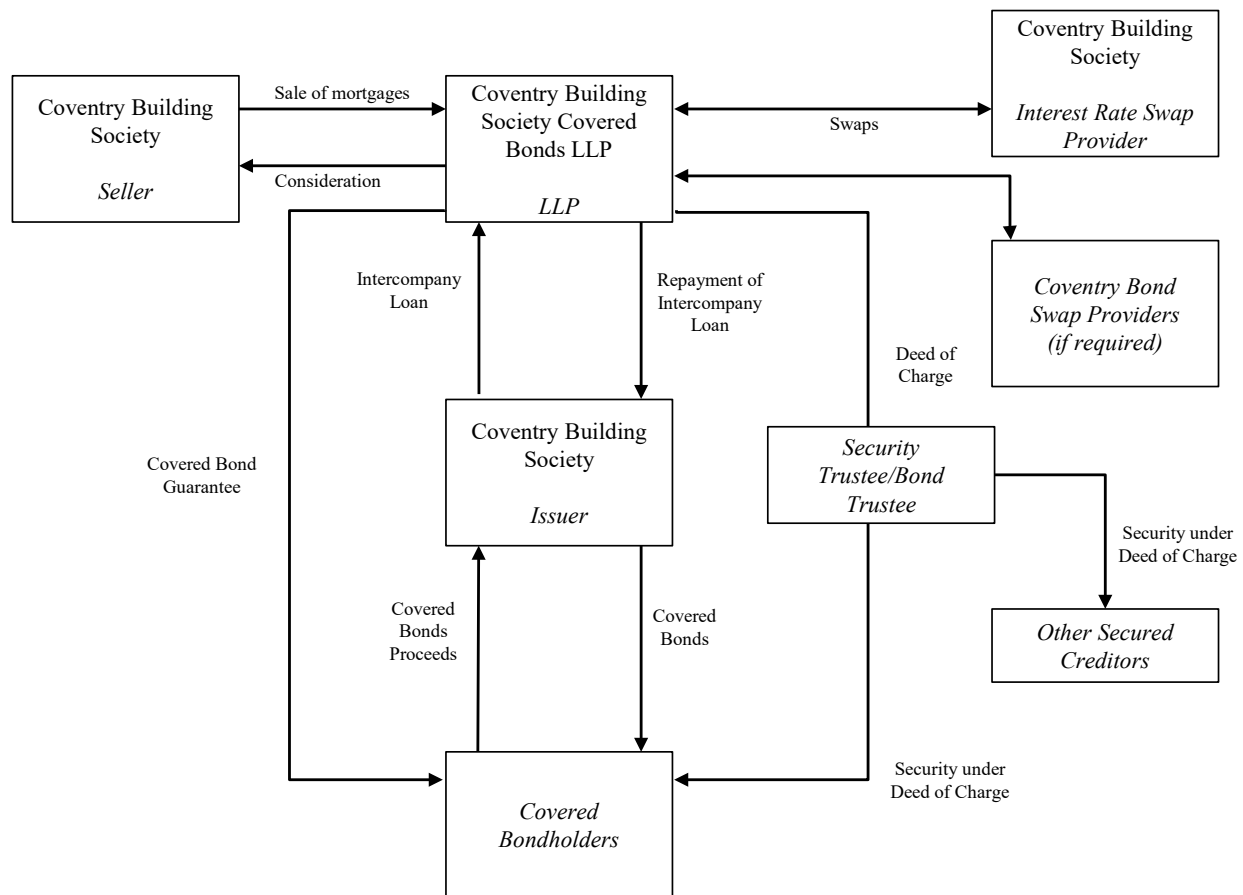 Coventry Building
Society
Seller
Sale of mortgages
Consideration
Coventry Building
Society Covered
Bonds LLP
LLP
Swaps
Coventry Building
Society
Interest Rate Swap
Provider
Coventry Bond
Swap Providers
(if required)
Intercompany
Loan
Repayment of
Intercompany
Loan
Deed of
Charge
Coventry Building
Society
Issuer
Security
Trustee/Bond
Trustee
Covered Bond
Guarantee
Security under
Deed of Charge
Covered
Bonds
Proceeds
Covered
Bonds
Other Secured
Creditors
Security under
Deed of Charge
Covered
Bondholders